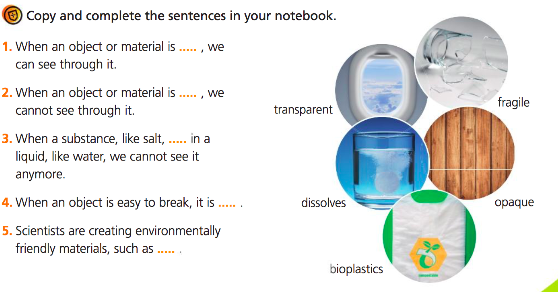 Copy and complete the sentences in your notebook.
1. When an object or material is ..... , we
can see through it.
2. When an object or material is ..... , we
cannot see through it.
3. When a substance, like salt, ..... in a
liquid, like water, we cannot see it
anymore.
4. When an object is easy to break, it is ..... .
5. Scientists are creating environmentally
friendly materials, such as ..... .
transparent
fragile
dissolves
opaque
bioplastics